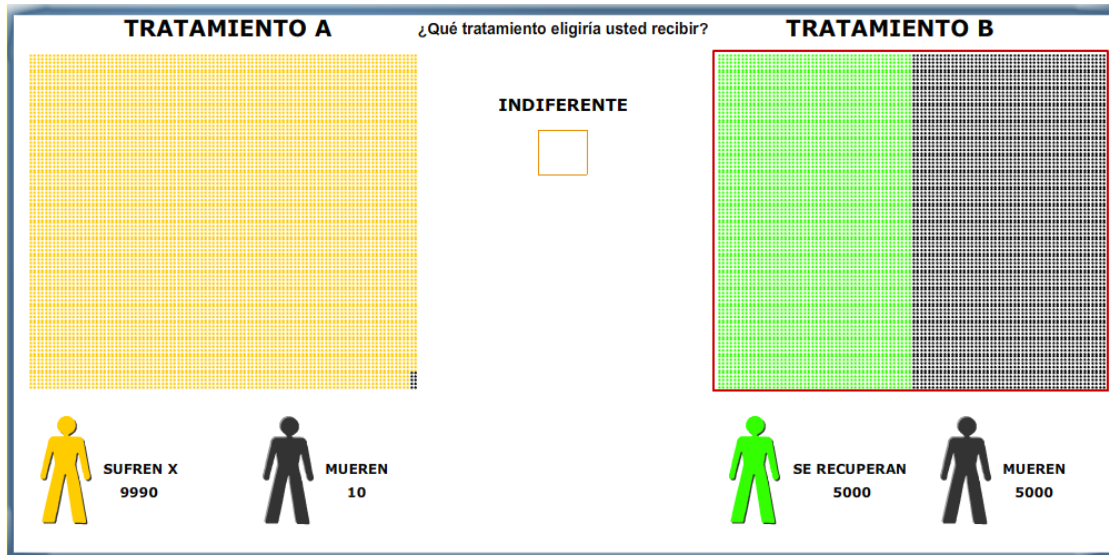 TRATAMIENTO A
¿Qué tratamiento eligiría usted recibir?
TRATAMIENTO B
INDIFERENTE
SUFREN X
9990
MUEREN
10
SE RECUPERAN
5000
MUEREN
5000